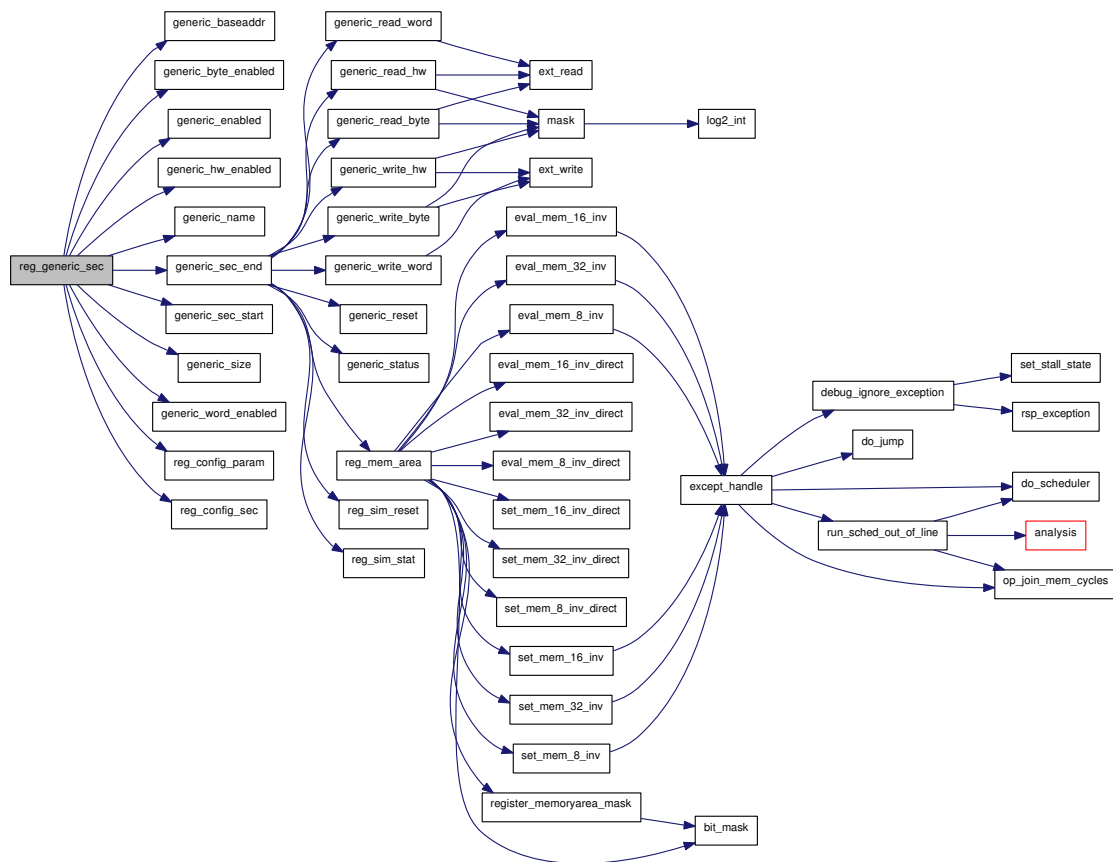 reg_generic_sec
generic_baseaddr
generic_byte_enabled
generic_enabled
generic_hw_enabled
generic_name
generic_sec_end
generic_sec_start
generic_size
generic_word_enabled
reg_config_param
reg_config_sec
generic_read_word
generic_read_hw
generic_read_byte
generic_write_hw
generic_write_byte
generic_write_word
generic_reset
generic_status
reg_mem_area
reg_sim_reset
reg_sim_stat
ext_read
mask
ext_write
eval_mem_16_inv
eval_mem_32_inv
eval_mem_8_inv
eval_mem_16_inv_direct
eval_mem_32_inv_direct
eval_mem_8_inv_direct
set_mem_16_inv_direct
set_mem_32_inv_direct
set_mem_8_inv_direct
set_mem_16_inv
set_mem_32_inv
set_mem_8_inv
register_memoryarea_mask
log2_int
except_handle
bit_mask
debug_ignore_exception
do_jump
run_sched_out_of_line
set_stall_state
rsp_exception
do_scheduler
analysis
op_join_mem_cycles